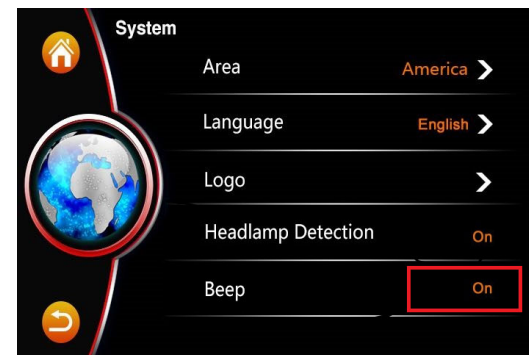 System
Area America
Language English
Logo
Headlamp Detection On
Beep On